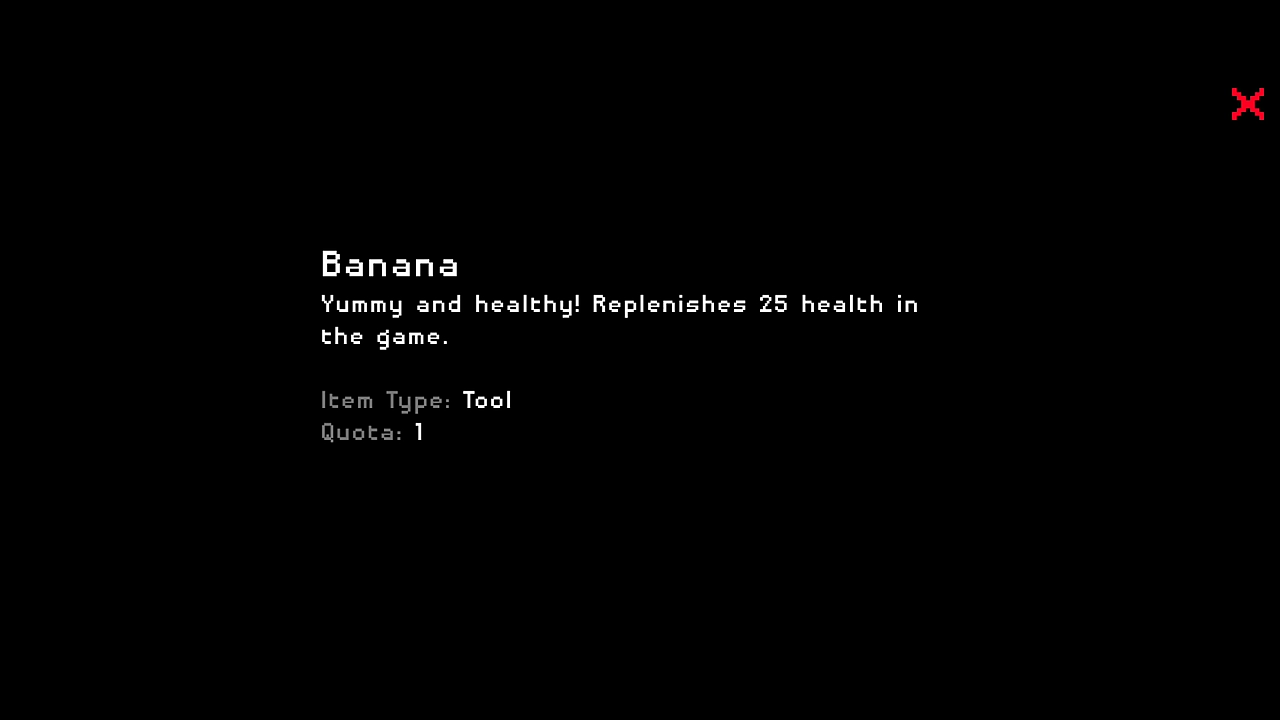 Banana
Yummy and healthy! Replenishes 25 health in
the game.
Item Type: Tool
Quota: 1